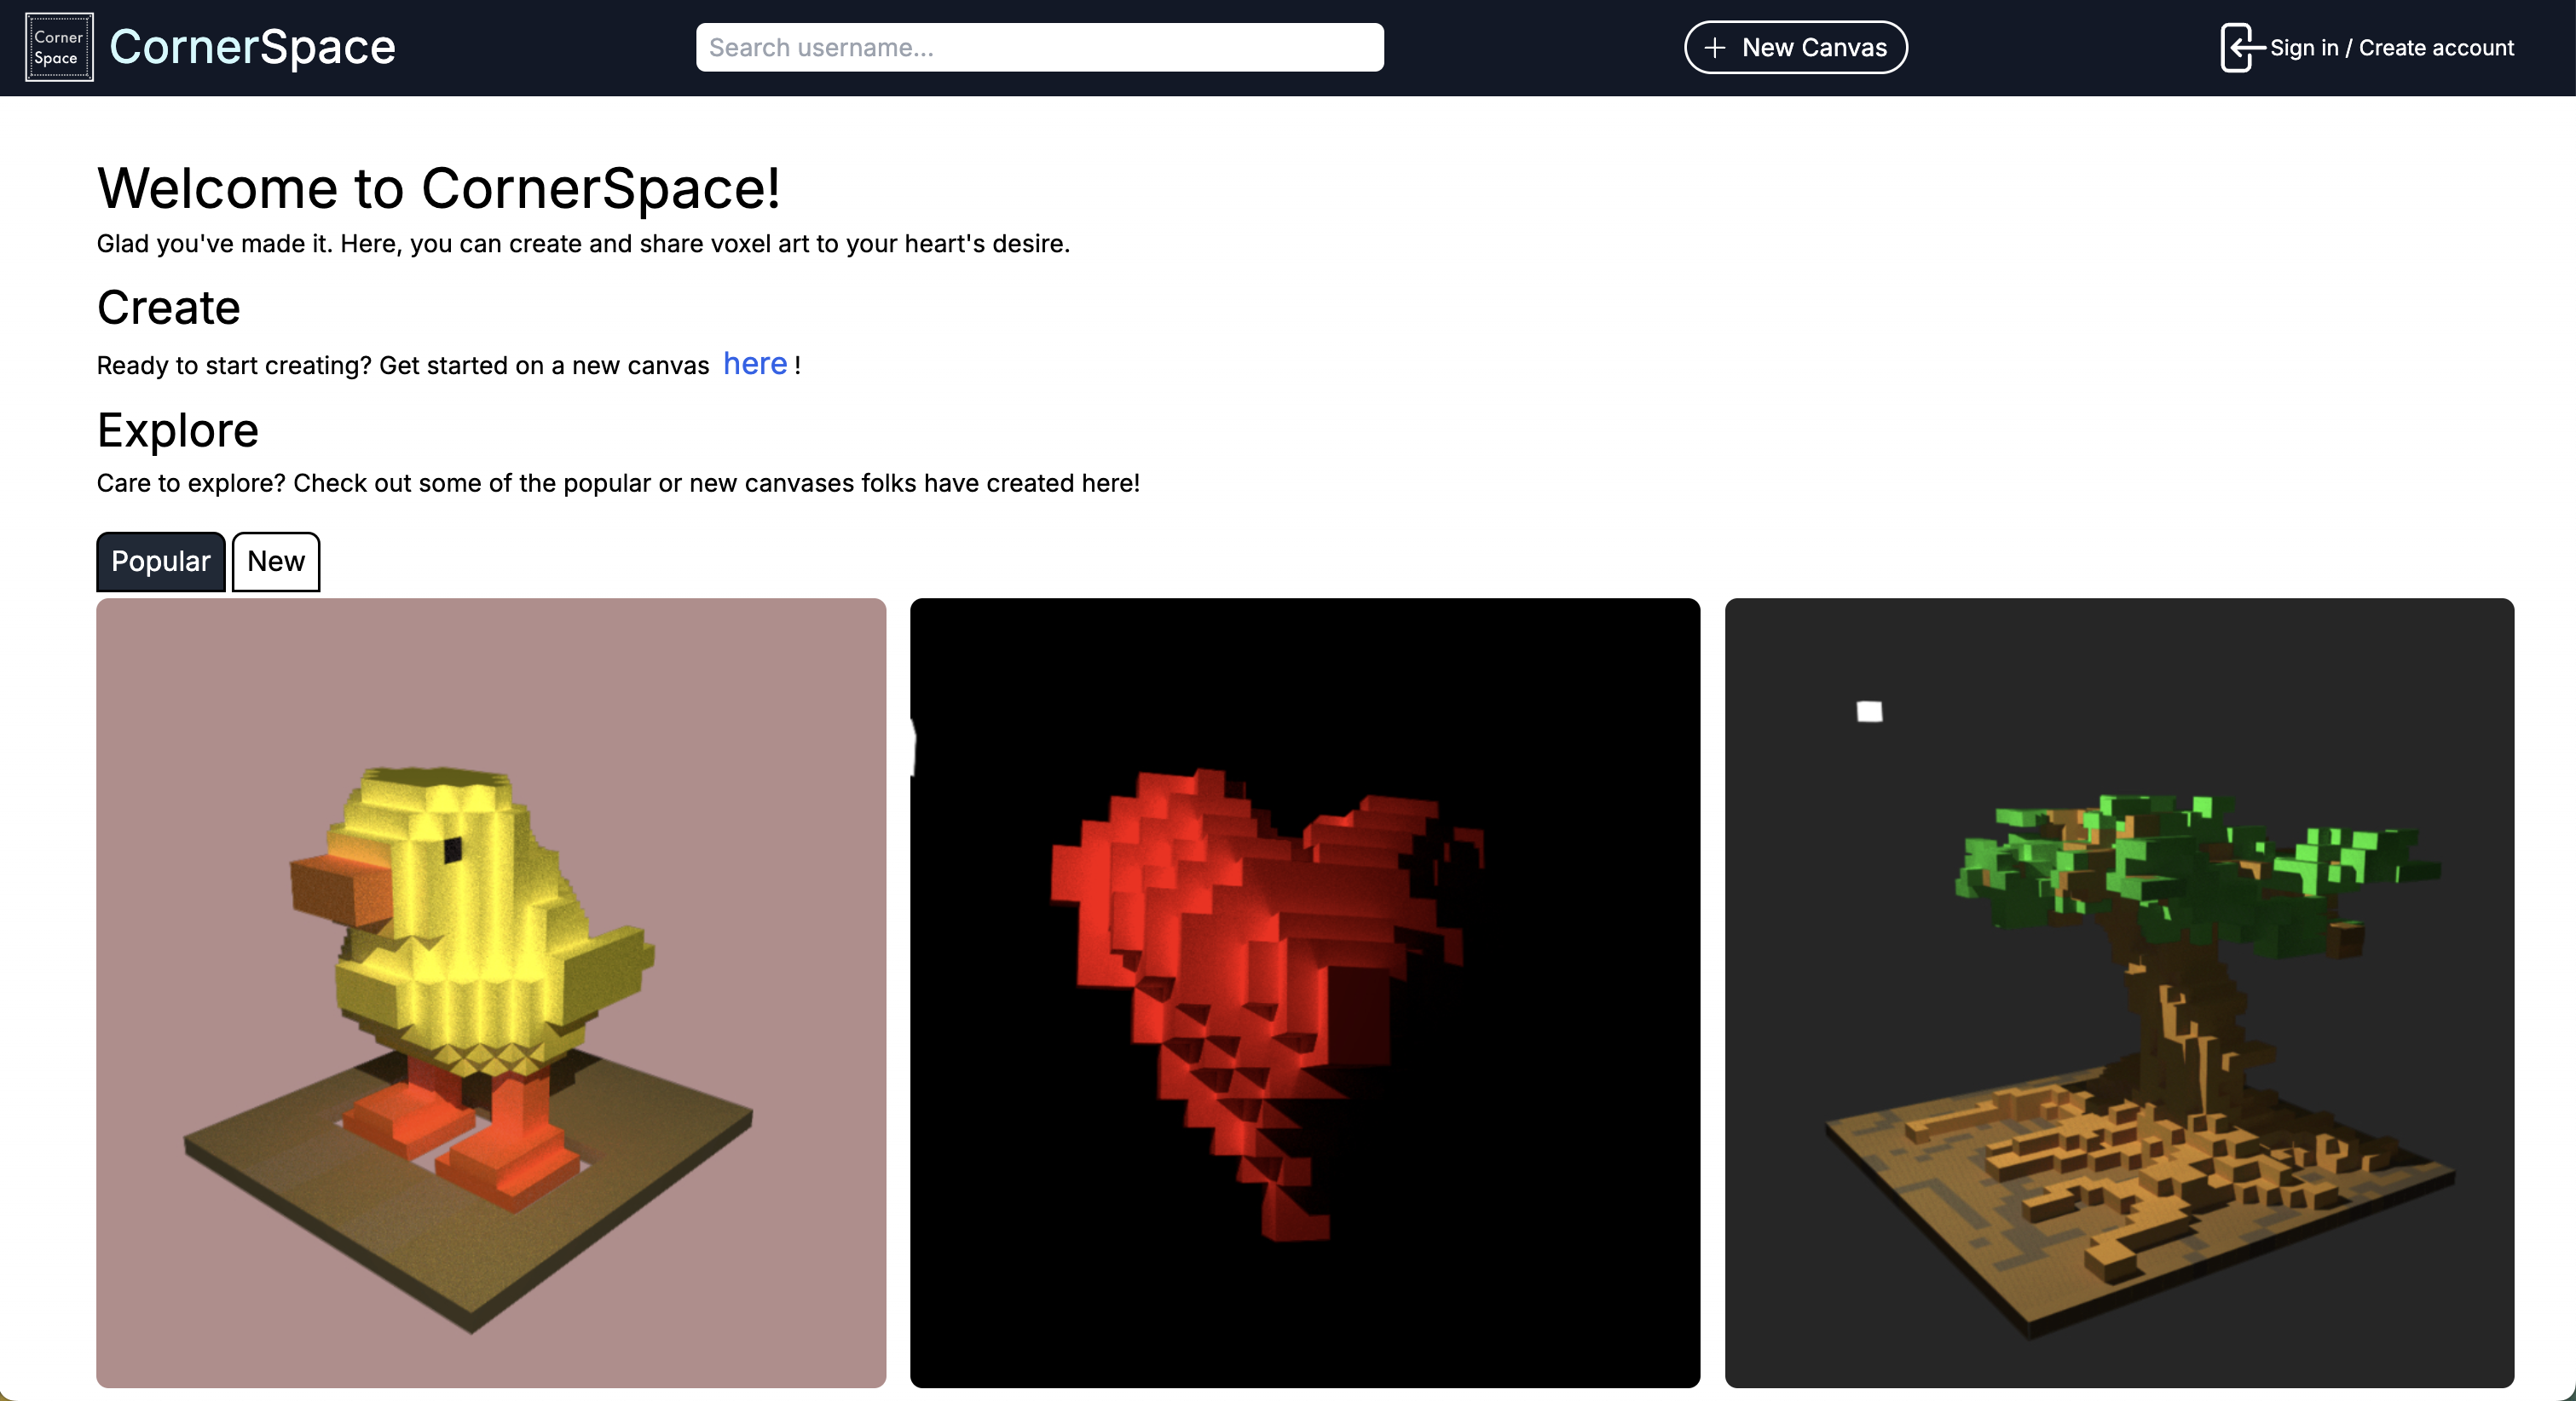 Corner
Space
CornerSpace
Search username...
+ New Canvas
Sign in / Create account
Welcome to CornerSpace!
Glad you've made it. Here, you can create and share voxel art to your heart's desire.
Create
Ready to start creating? Get started on a new canvas here !
Explore
Care to explore? Check out some of the popular or new canvases folks have created here!
Popular New